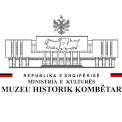 REPUBLIKA E SHQIPËRISË
MINISTRIA E KULTURËS
MUZEU HISTORIK KOMBËTAR